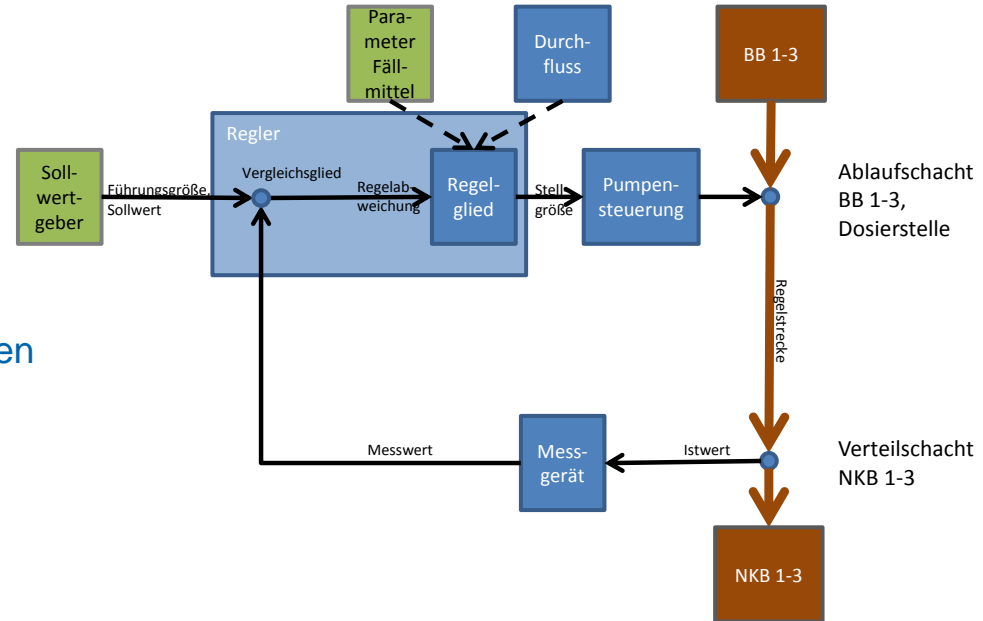 Para-
meter
Fäll-
mittel
Durch-
fluss
BB 1-3
Regler
Soll-
wert-
geber
Führungsgröße,
Sollwert
Vergleichsglied
Regelab-
weichung
Regel-
glied
Stell
größe
Pumpen-
steuerung
Ablaufschacht
BB 1-3,
Dosierstelle
Regelstrecke
en
Messwert
Mess-
gerät
Istwert
Verteilschacht
NKB 1-3
NKB 1-3